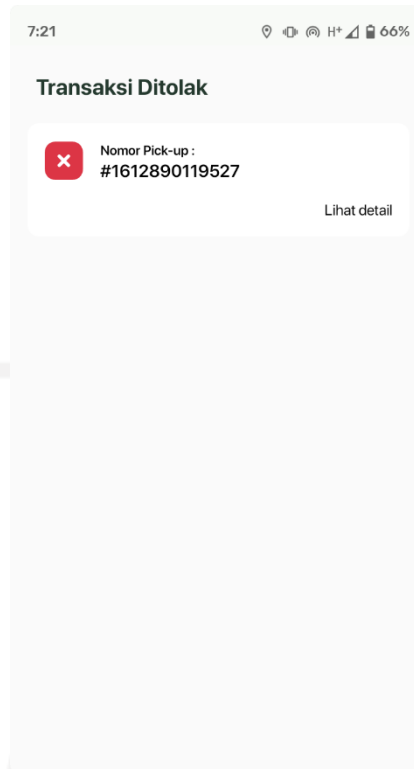 7:21 H+ 66%
Transaksi Ditolak
Nomor Pick-up :
#1612890119527
Lihat detail